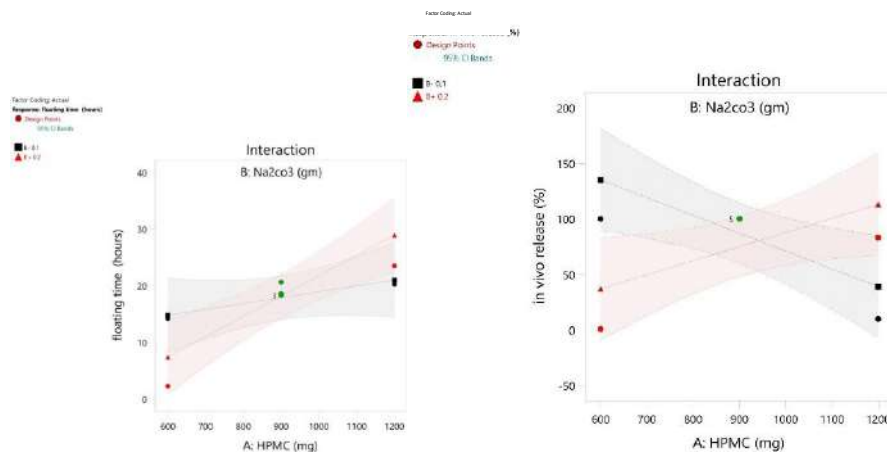 Factor Coding: Actual
Response: floating time (hours)
Design Points
95% CI Bands
B- 0.1
B+ 0.2
Interaction
B: Na2co3 (gm)
floating time (hours)
40
30
20
10
0
600
700
800
900
1000
1100
1200
A: HPMC (mg)
Factor Coding: Actual
(%)
Design Points
95% CI Bands
B- 0.1
B+ 0.2
Interaction
B: Na2co3 (gm)
in vivo release (%)
200
150
100
50
0
-50
5
600
700
800
900
1000
1100
1200
A: HPMC (mg)